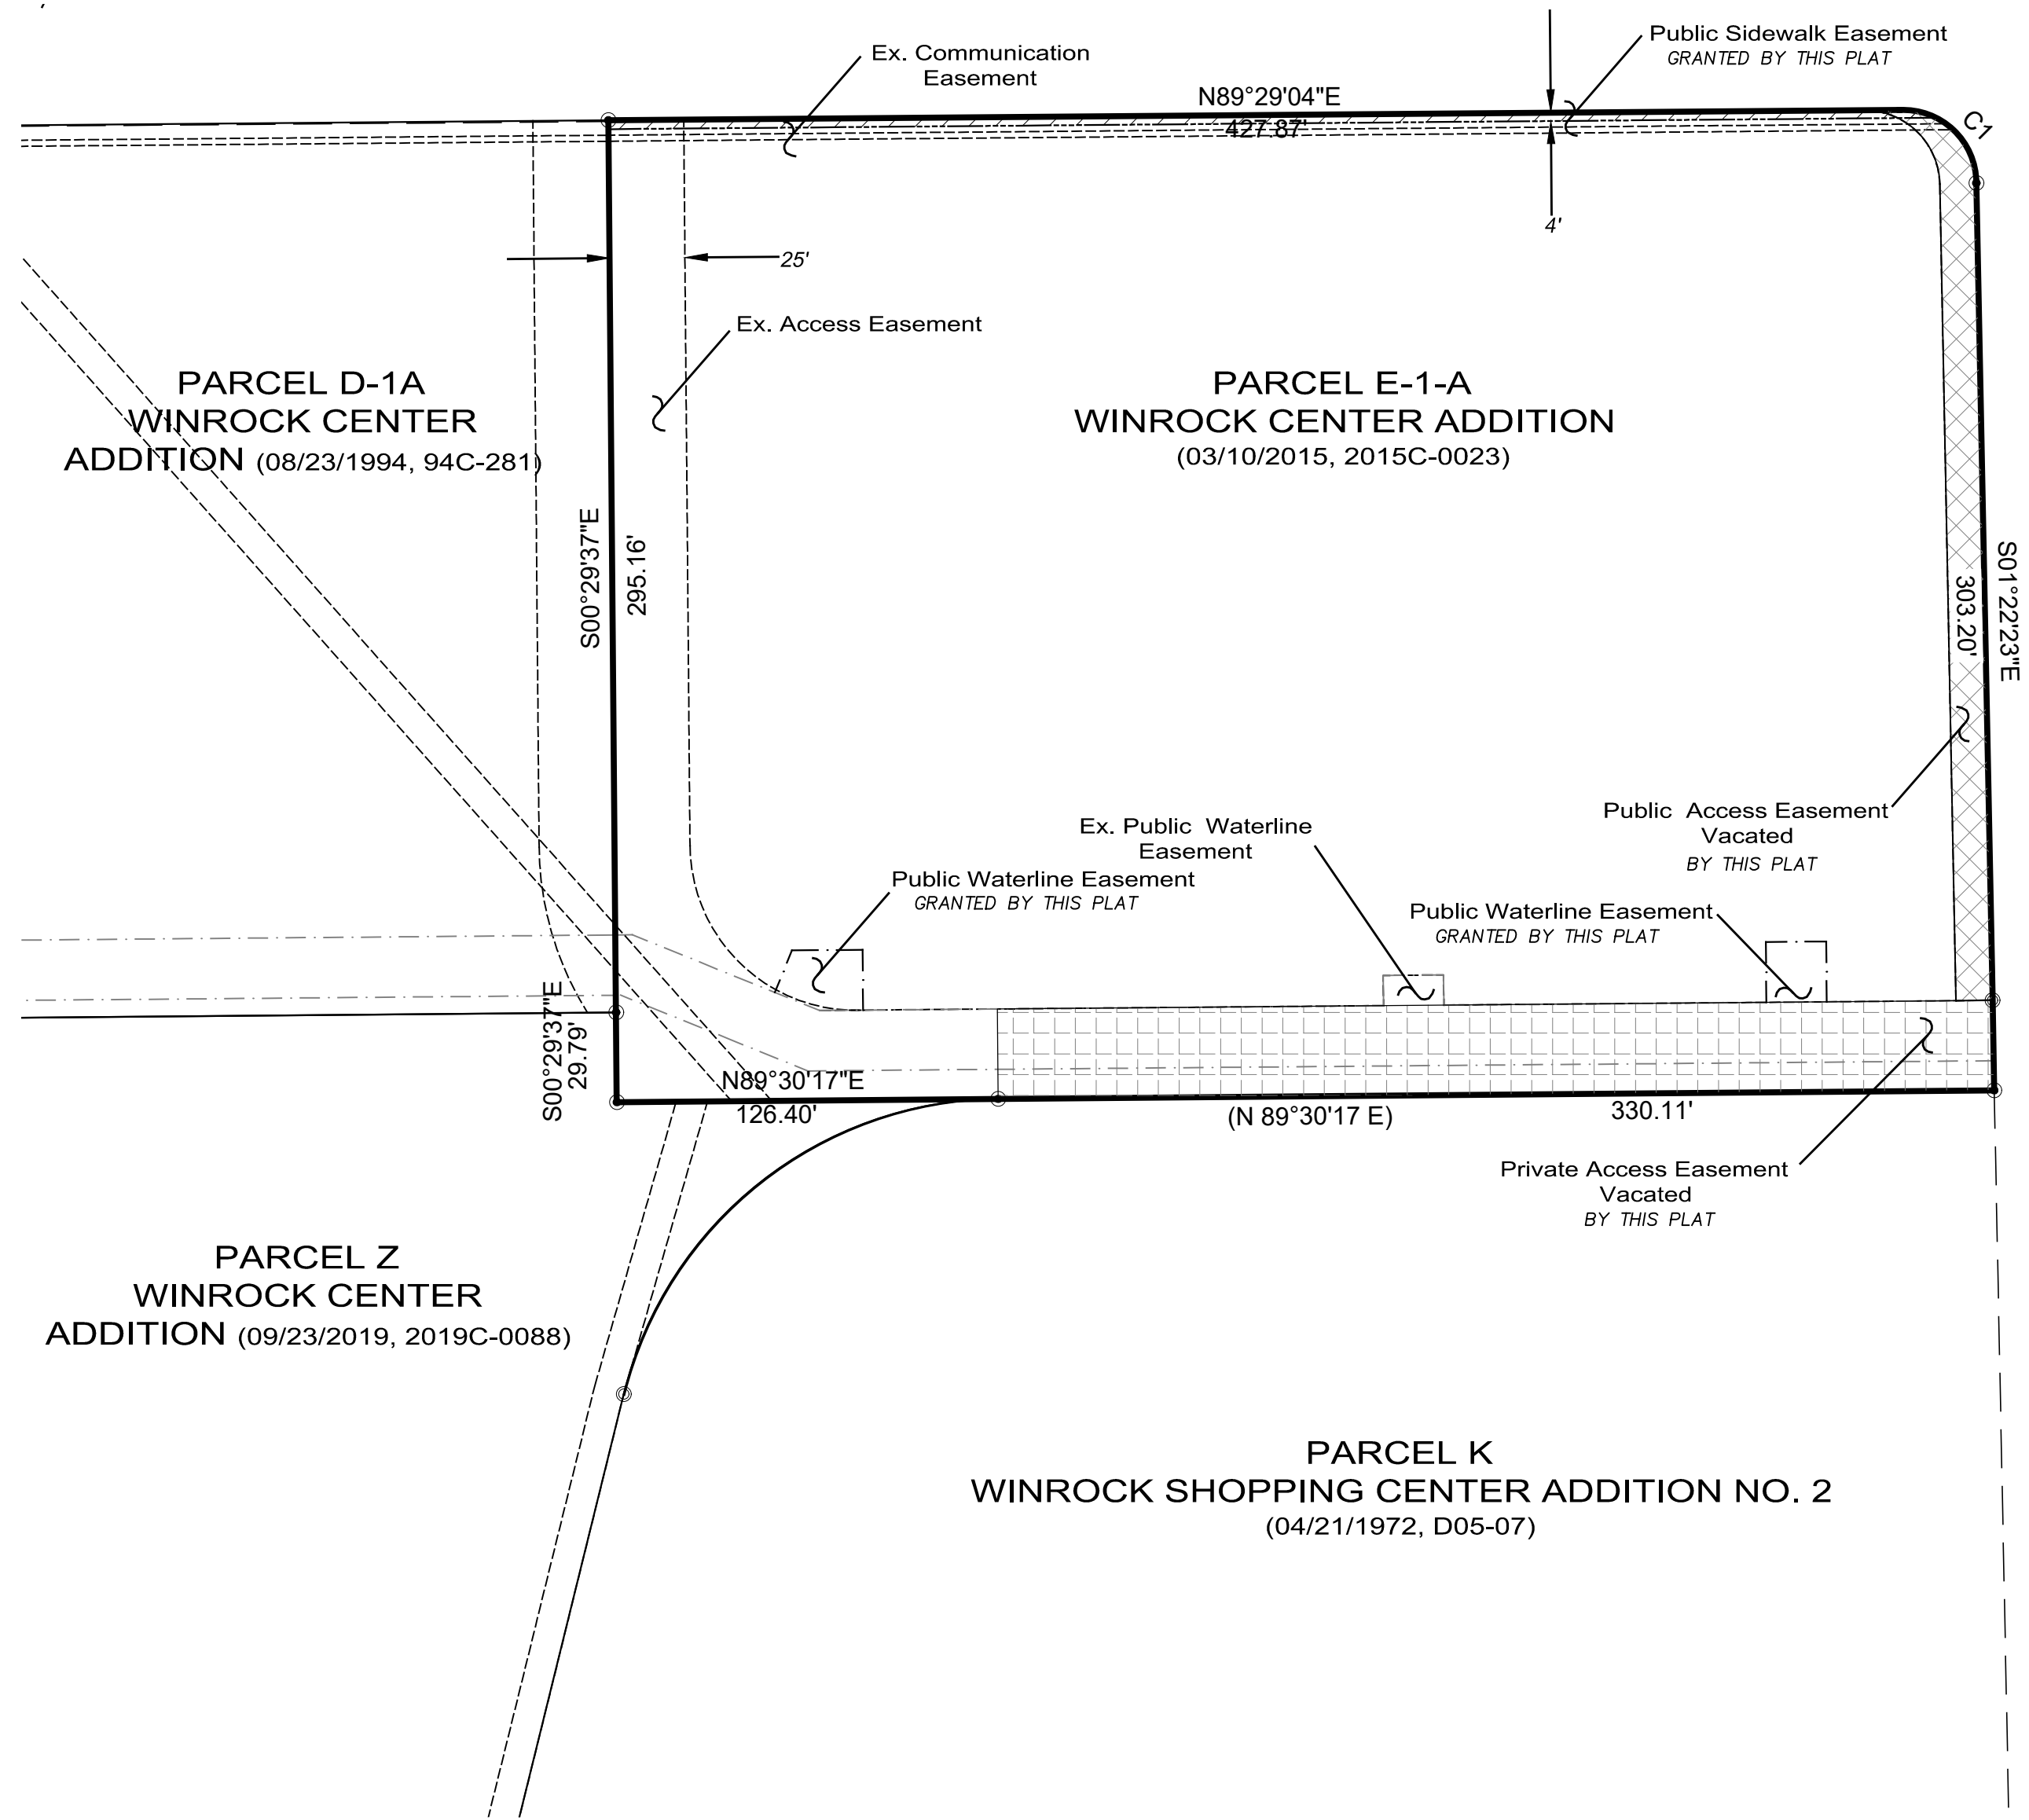 Ex. Communication
Easement
Public Sidewalk Easement
GRANTED BY THIS PLAT
N89°29'04"E
427.87'
C1
4'
25'
Ex. Access Easement
PARCEL D-1A
WINROCK CENTER
ADDITION (08/23/1994, 94C-281)
PARCEL E-1-A
WINROCK CENTER ADDITION
(03/10/2015, 2015C-0023)
S00°29'37"E
295.16'
S01°22'23"E
303.20'
Public Access Easement
Vacated
BY THIS PLAT
Ex. Public Waterline
Easement
Public Waterline Easement
GRANTED BY THIS PLAT
Public Waterline Easement
GRANTED BY THIS PLAT
S00°29'37"E
29.79'
N89°30'17"E
126.40'
(N 89°30'17 E)
330.11'
Private Access Easement
Vacated
BY THIS PLAT
PARCEL Z
WINROCK CENTER
ADDITION (09/23/2019, 2019C-0088)
PARCEL K
WINROCK SHOPPING CENTER ADDITION NO. 2
(04/21/1972, D05-07)